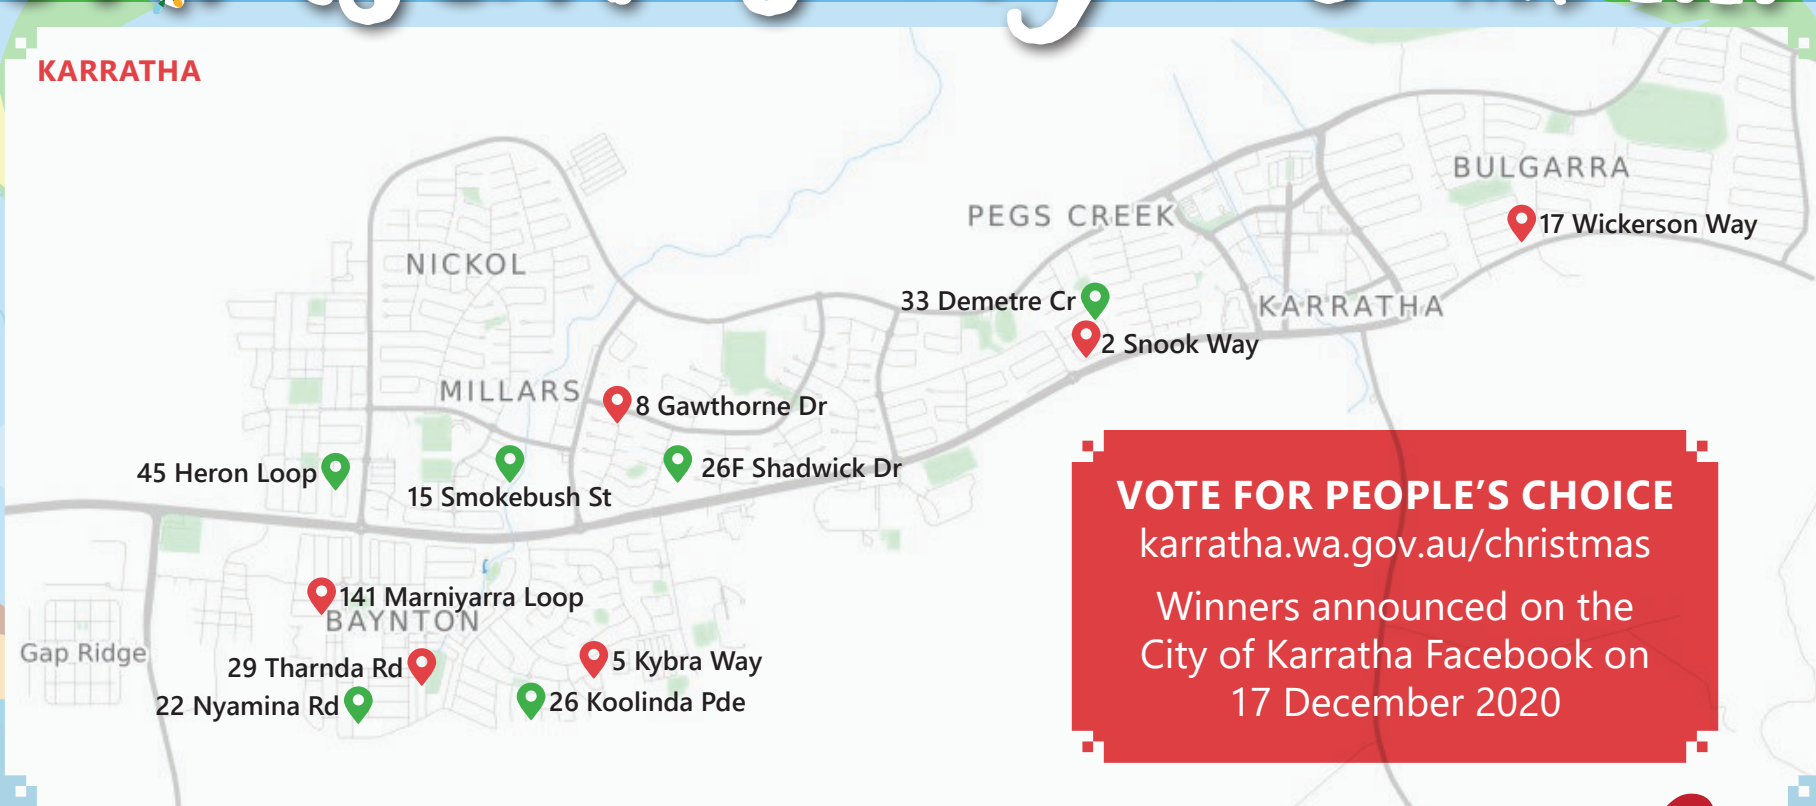 KARRATHA
BULGARRA
PEGS CREEK
17 Wickerson Way
NICKOL
33 Demetre Cr
KARRATHA
2 Snook Way
MILLARS
8 Gawthorne Dr
45 Heron Loop
26F Shadwick Dr
15 Smokebush St
VOTE FOR PEOPLE’S CHOICE
karratha.wa.gov.au/christmas
Winners announced on the
City of Karratha Facebook on
17 December 2020
141 Marniyarra Loop
BAYNTON
Gap Ridge
29 Tharnda Rd
5 Kybra Way
22 Nyamina Rd
26 Koolinda Pde